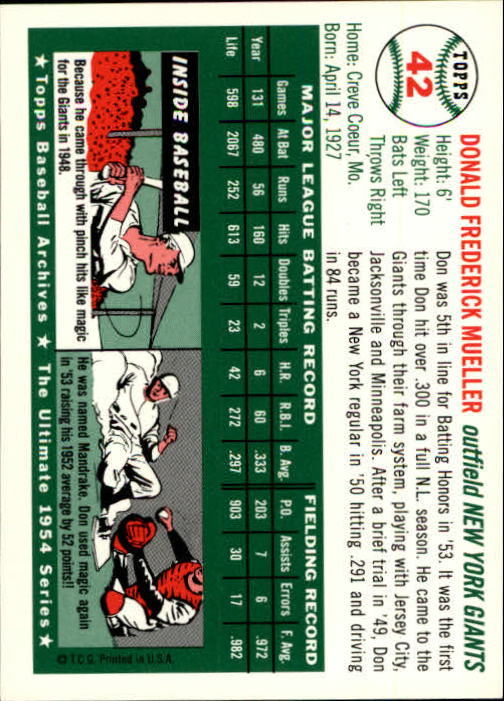 TOPPS
42
DONALD FREDERICK MUELLER outfield NEW YORK GIANTS
Height: 6'
Weight: 170
Bats Left
Throws Right
Home: Creve Coeur, Mo.
Born: April 14, 1927
Don was 5th in line for Batting Honors in '53. It was the first
time Don hit over .300 in a full N.L. season. He came to the
Giants through their farm system, playing with Jersey City,
Jacksonville and Minneapolis. After a brief trial in '49, Don
became a New York regular in '50 hitting .291 and driving
in 84 runs.
MAJOR LEAGUE BATTING RECORD FIELDING RECORD
Games At Bat Runs Hits Doubles Triples H.R. R.B.I. B. Avg. P.O. Assists Errors F. Avg.
Year 131 480 56 160 12 2 6 60 .333 203 7 6 .972
Life 598 2067 252 613 59 23 42 272 .297 903 30 17 .982
INSIDE BASEBALL
Because he came through with pinch hits like magic
for the Giants in 1948.
He was named Mandrake. Don used magic again
in '53 raising his 1952 average by 52 points!!
★ Topps Baseball Archives ★ The Ultimate 1954 Series ★
© T.C.G. Printed in U.S.A.